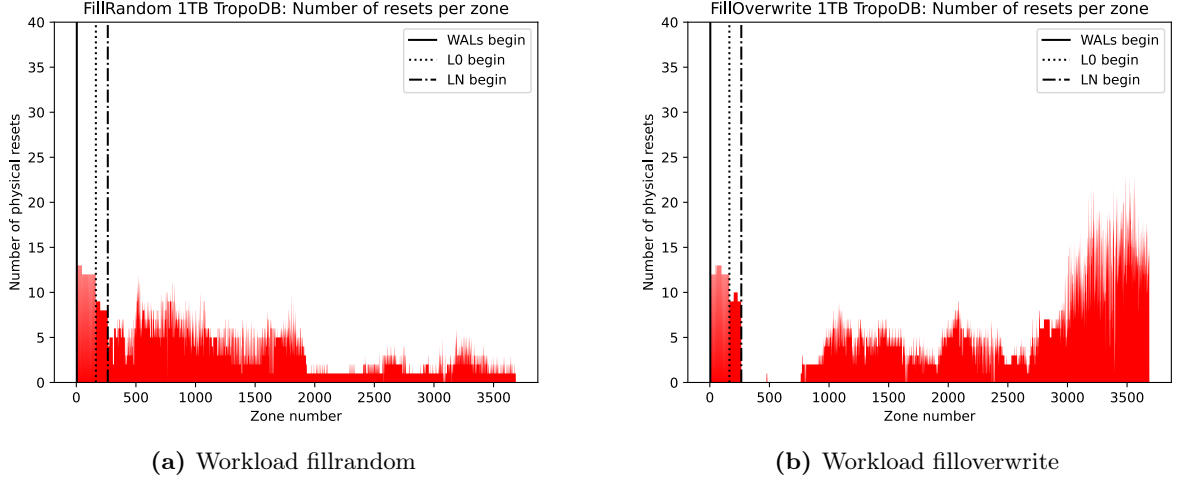 FillRandom 1TB TropoDB: Number of resets per zone
40
35
30
25
20
15
10
5
0
Number of physical resets
WALs begin
L0 begin
LN begin
0 500 1000 1500 2000 2500 3000 3500
Zone number
(a) Workload fillrandom
FillOverwrite 1TB TropoDB: Number of resets per zone
40
35
30
25
20
15
10
5
0
Number of physical resets
WALs begin
L0 begin
LN begin
0 500 1000 1500 2000 2500 3000 3500
Zone number
(b) Workload filloverwrite